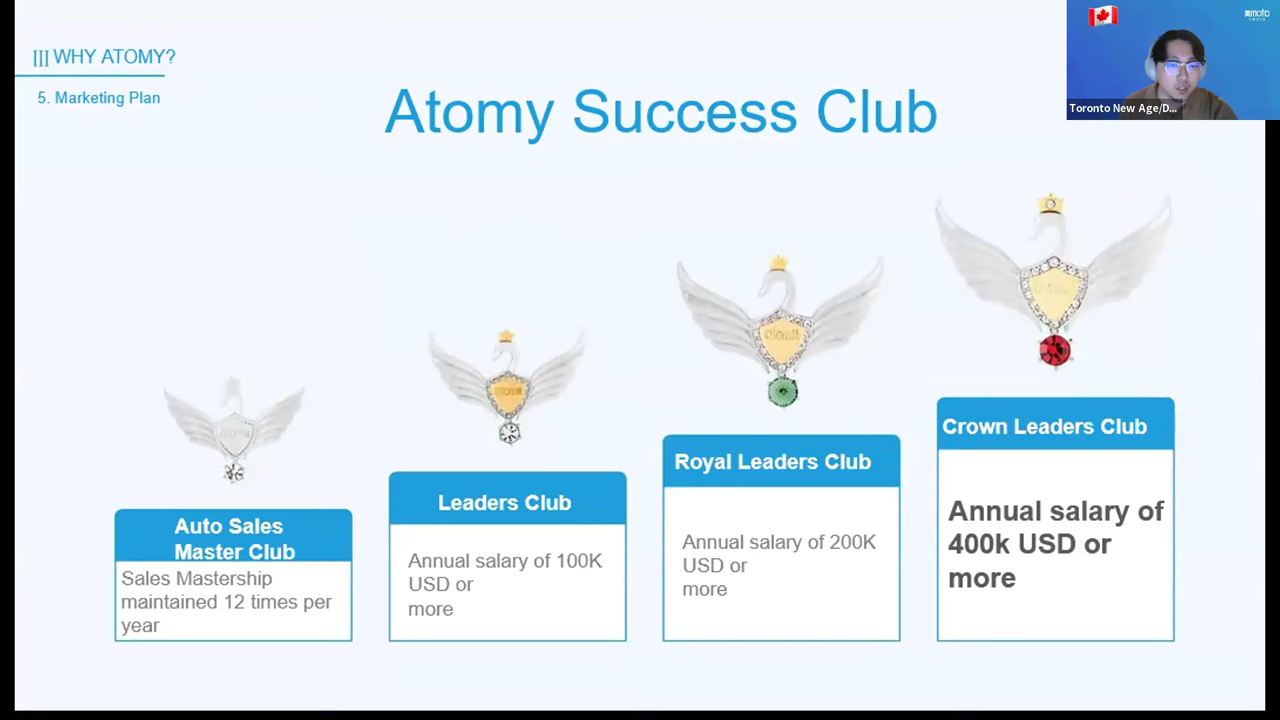 III WHY ATOMY?
5. Marketing Plan
Atomy Success Club
Toronto New Age/D...
Auto Sales
Master Club
Sales Mastership
maintained 12 times per
year
Leaders Club
Annual salary of 100K
USD or
more
Royal Leaders Club
Annual salary of 200K
USD or
more
Crown Leaders Club
Annual salary of
400k USD or
more